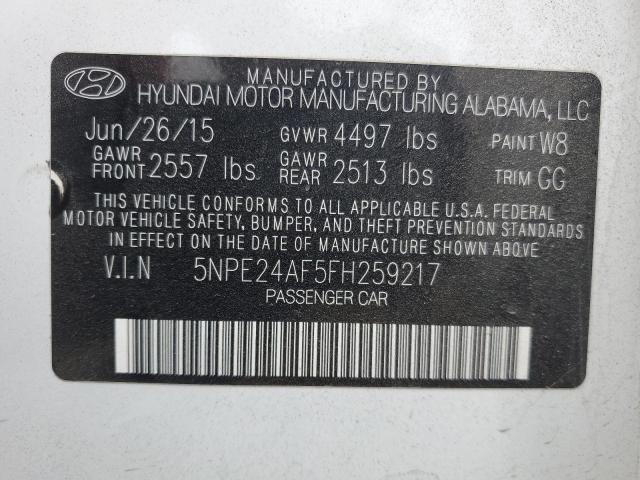 MANUFACTURED BY
HYUNDAI MOTOR MANUFACTURING ALABAMA, LLC
Jun/26/15 GVWR 4497 lbs PAINT W8
GAWR FRONT 2557 lbs GAWR REAR 2513 lbs TRIM GG
THIS VEHICLE CONFORMS TO ALL APPLICABLE U.S.A. FEDERAL
MOTOR VEHICLE SAFETY, BUMPER, AND THEFT PREVENTION STANDARDS
IN EFFECT ON THE DATE OF MANUFACTURE SHOWN ABOVE
V.I.N 5NPE24AF5FH259217
PASSENGER CAR